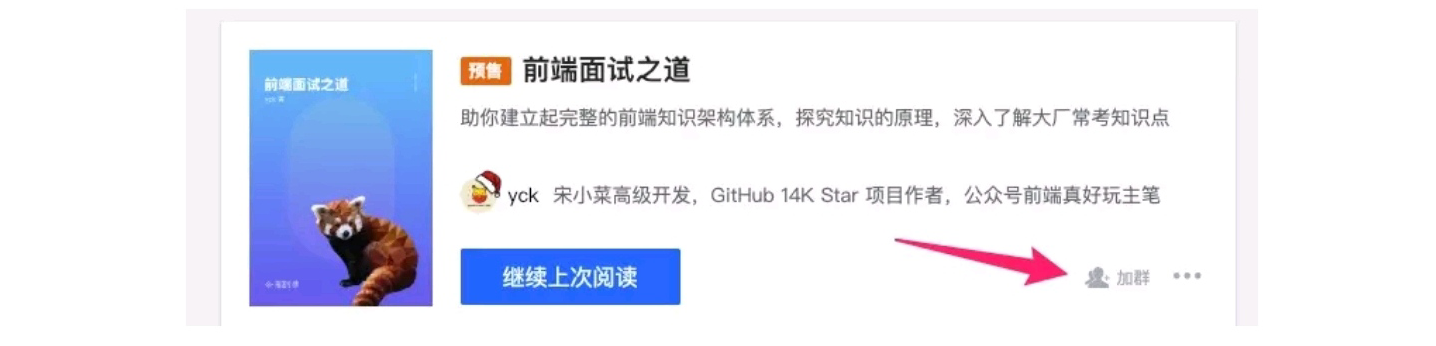 前端面试之道
yck 著
预售 前端面试之道
助你建立起完整的前端知识架构体系，探究知识的原理，深入了解大厂常考知识点
yck 宋小菜高级开发，GitHub 14K Star 项目作者，公众号前端真好玩主笔
继续上次阅读
加群